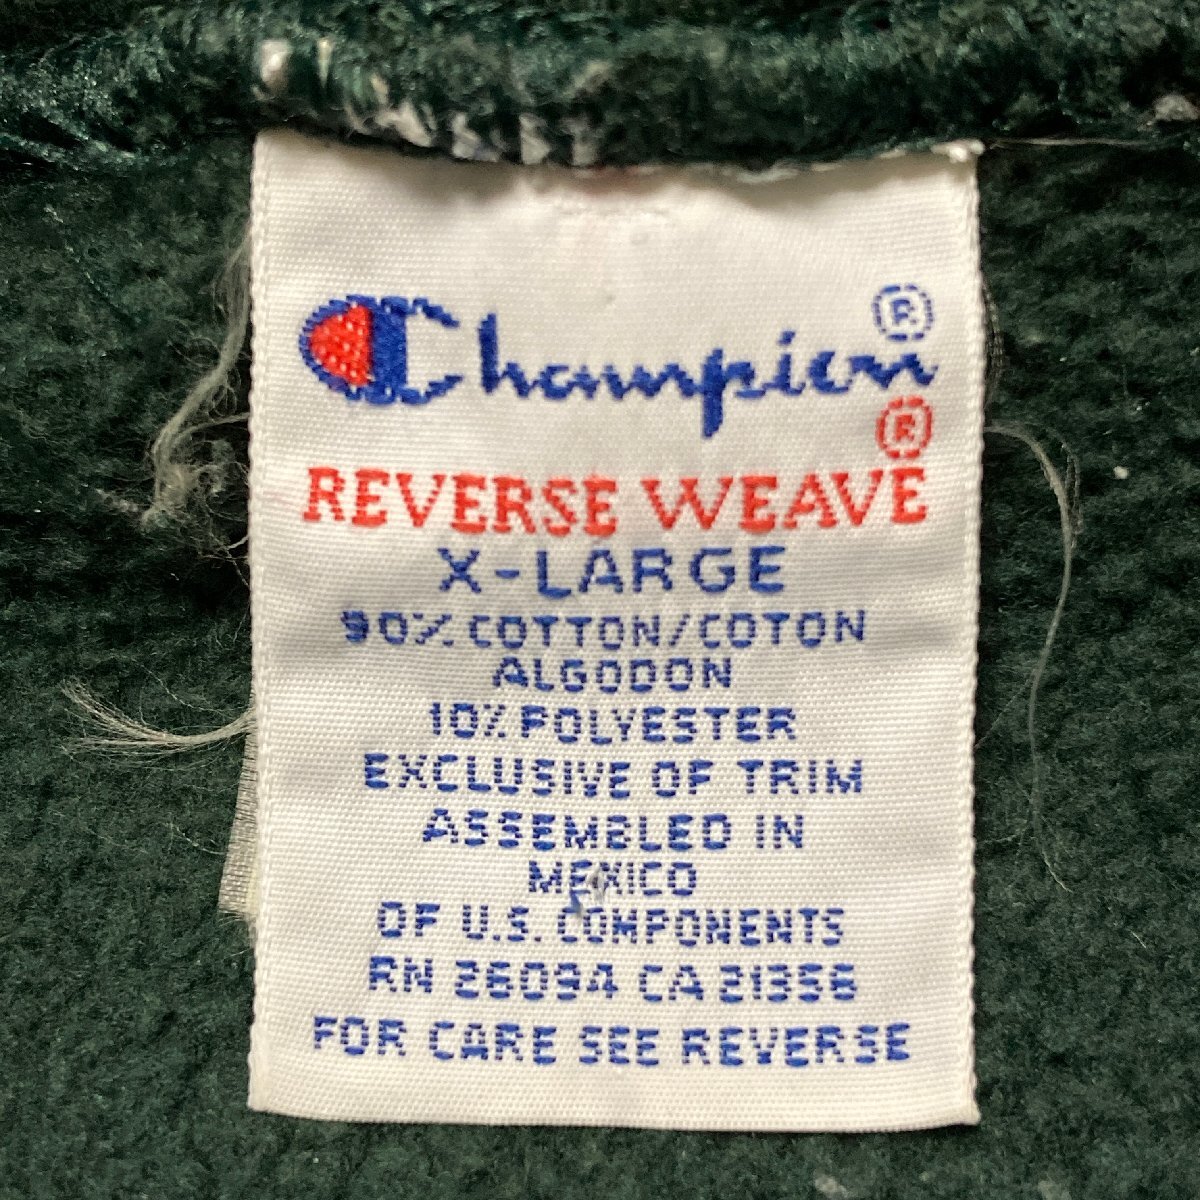 Champion ®
®
REVERSE WEAVE
X-LARGE
90% COTTON/COTON
ALGODON
10% POLYESTER
EXCLUSIVE OF TRIM
ASSEMBLED IN
MEXICO
OF U.S. COMPONENTS
RN 26094 CA 21356
FOR CARE SEE REVERSE